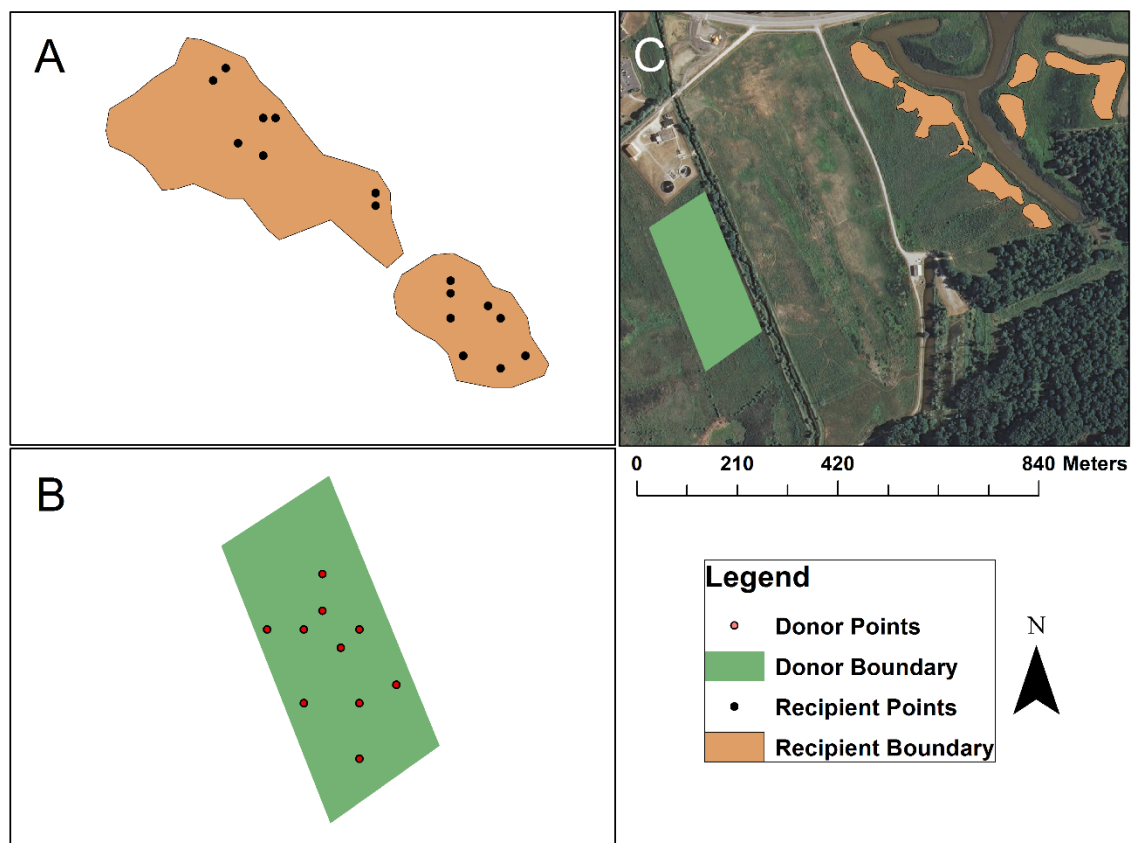 A
C
0 210 420 840 Meters
B
Legend
Donor Points
Donor Boundary
Recipient Points
Recipient Boundary
N